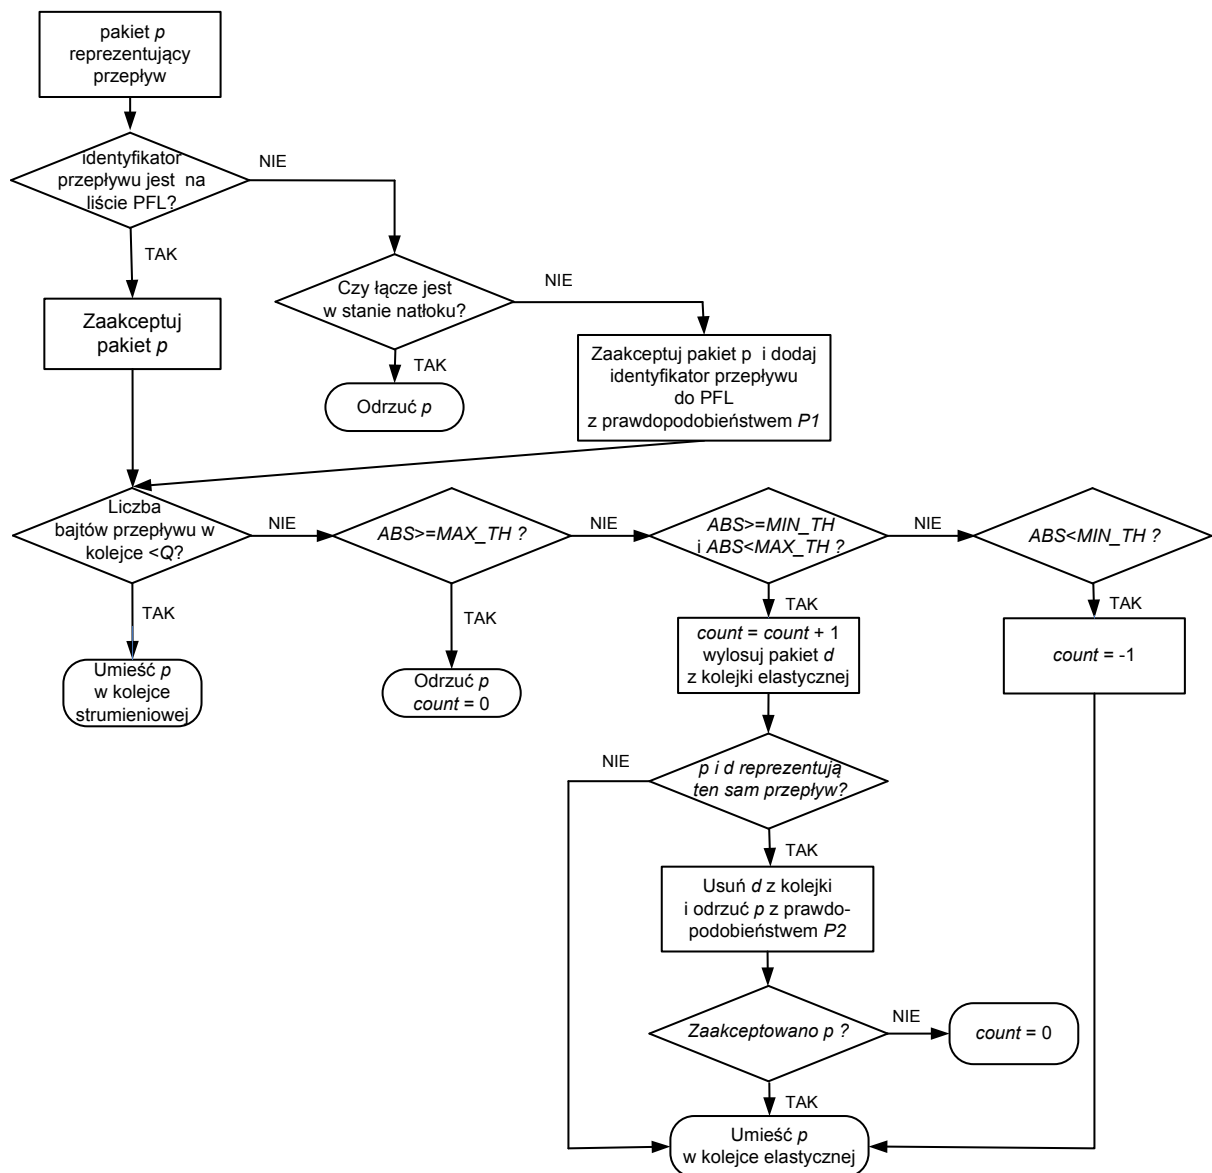 pakiet p
reprezentujący
przepływ
identyfikator
przepływu jest na
liście PFL?
NIE
TAK
Czy łącze jest
w stanie natłoku?
NIE
Zaakceptuj
pakiet p
TAK
Odrzuć p
Zaakceptuj pakiet p i dodaj
identyfikator przepływu
do PFL
z prawdopodobieństwem P1
Liczba
bajtów przepływu w
kolejce <Q?
NIE
ABS>=MAX_TH ?
NIE
ABS>=MIN_TH
i ABS<MAX_TH ?
NIE
ABS<MIN_TH ?
TAK
TAK
TAK
TAK
Umieść p
w kolejce
strumieniowej
Odrzuć p
count = 0
count = count + 1
wylosuj pakiet d
z kolejki elastycznej
count = -1
NIE
p i d reprezentują
ten sam przepływ?
TAK
Usuń d z kolejki
i odrzuć p z prawdo-
podobieństwem P2
Zaakceptowano p ?
NIE
count = 0
TAK
Umieść p
w kolejce elastycznej